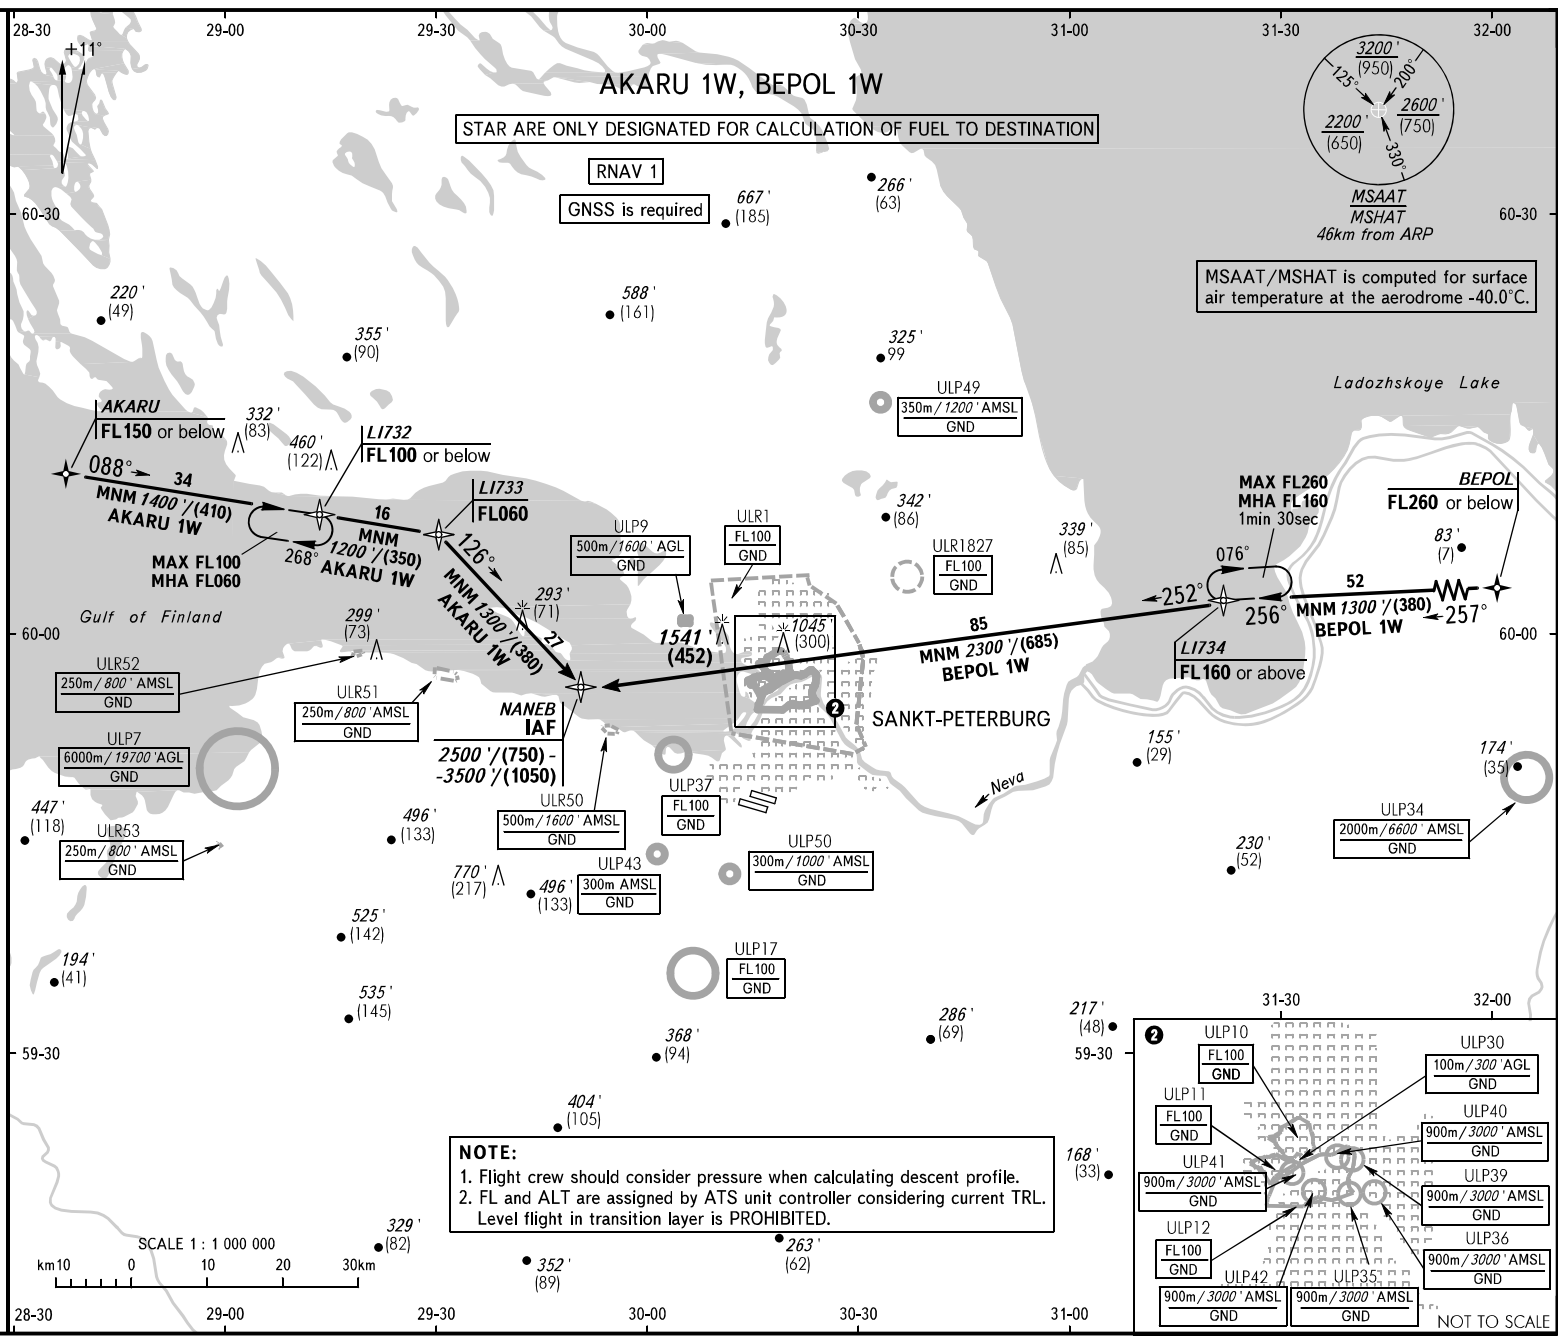 28-30
29-00
29-30
30-00
30-30
31-00
31-30
32-00
+11°
AKARU 1W, BEPOL 1W
STAR ARE ONLY DESIGNATED FOR CALCULATION OF FUEL TO DESTINATION
RNAV 1
GNSS is required
3200'
(950)
125°
200°
2600'
(750)
2200'
(650)
330°
MSAAT
MSHAT
46km from ARP
MSAAT/MSHAT is computed for surface
air temperature at the aerodrome -40.0°C.
60-30
60-30
667'
(185)
266'
(63)
220'
(49)
588'
(161)
355'
(90)
325'
99
Ladozhskoye Lake
ULP49
350m/1200' AMSL
GND
AKARU
FL150 or below
332'
(83)
460'
(122)
LI732
FL100 or below
088°
34
MNM 1400'/(410)
AKARU 1W
16
MNM
1200'/(350)
AKARU 1W
268°
MAX FL100
MHA FL060
LI733
FL060
126°
MNM 1300'/(380)
AKARU 1W
27
293'
(71)
ULP9
500m/1600' AGL
GND
ULR1
FL100
GND
342'
(86)
ULR1827
FL100
GND
339'
(85)
MAX FL260
MHA FL160
1min 30sec
076°
BEPOL
FL260 or below
83'
(7)
252°
256°
52
MNM 1300'/(380)
BEPOL 1W
257°
LI734
FL160 or above
85
MNM 2300'/(685)
BEPOL 1W
Gulf of Finland
299'
(73)
60-00
60-00
1541'
(452)
1045'
(300)
2
SANKT-PETERBURG
ULR52
250m/800' AMSL
GND
ULR51
250m/800' AMSL
GND
NANEB
IAF
2500'/(750) -
-3500'/(1050)
ULP7
6000m/19700' AGL
GND
ULP37
FL100
GND
Neva
155'
(29)
174'
(35)
447'
(118)
ULR53
250m/800' AMSL
GND
496'
(133)
ULR50
500m/1600' AMSL
GND
ULP34
2000m/6600' AMSL
GND
770'
(217)
496'
(133)
ULP43
300m AMSL
GND
ULP50
300m/1000' AMSL
GND
230'
(52)
525'
(142)
194'
(41)
ULP17
FL100
GND
535'
(145)
368'
(94)
286'
(69)
217'
(48)
59-30
59-30
31-30
32-00
404'
(105)
168'
(33)
NOTE:
1. Flight crew should consider pressure when calculating descent profile.
2. FL and ALT are assigned by ATS unit controller considering current TRL.
Level flight in transition layer is PROHIBITED.
329'
(82)
352'
(89)
263'
(62)
SCALE 1 : 1 000 000
km10
0
10
20
30km
2
ULP10
FL100
GND
ULP30
100m/300' AGL
GND
ULP11
FL100
GND
ULP40
900m/3000' AMSL
GND
ULP41
900m/3000' AMSL
GND
ULP39
900m/3000' AMSL
GND
ULP12
FL100
GND
ULP36
900m/3000' AMSL
GND
ULP42
900m/3000' AMSL
GND
ULP35
900m/3000' AMSL
GND
NOT TO SCALE
28-30
29-00
29-30
30-00
30-30
31-00